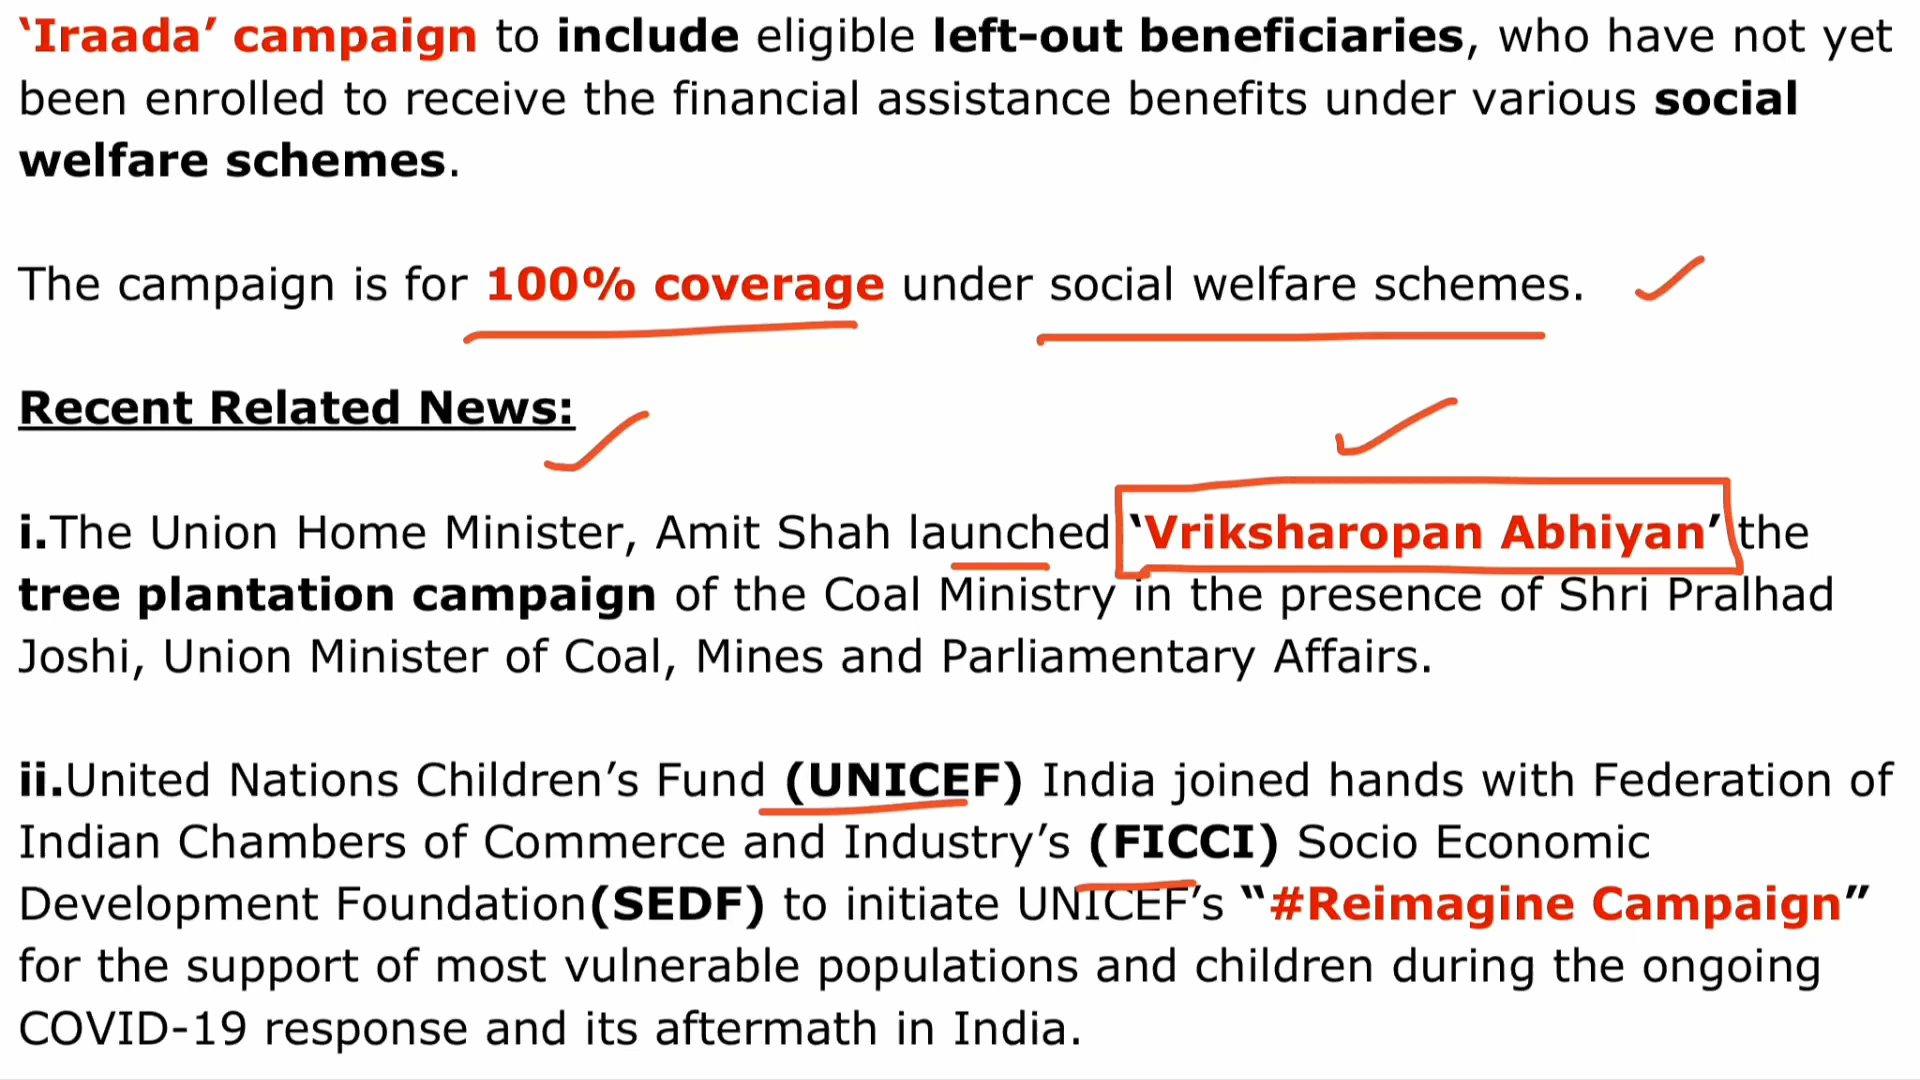 ‘Iraada’ campaign to include eligible left-out beneficiaries, who have not yet
been enrolled to receive the financial assistance benefits under various social
welfare schemes.
The campaign is for 100% coverage under social welfare schemes.
Recent Related News:
i.The Union Home Minister, Amit Shah launched ‘Vriksharopan Abhiyan’ the
tree plantation campaign of the Coal Ministry in the presence of Shri Pralhad
Joshi, Union Minister of Coal, Mines and Parliamentary Affairs.
ii.United Nations Children’s Fund (UNICEF) India joined hands with Federation of
Indian Chambers of Commerce and Industry’s (FICCI) Socio Economic
Development Foundation(SEDF) to initiate UNICEF’s “#Reimagine Campaign”
for the support of most vulnerable populations and children during the ongoing
COVID-19 response and its aftermath in India.